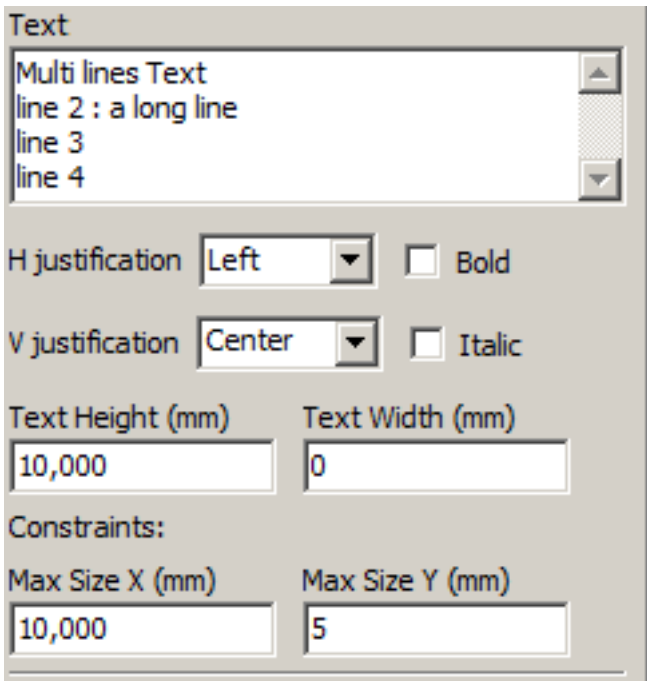 Text
Multi lines Text
line 2 : a long line
line 3
line 4
H justification Left Bold
V justification Center Italic
Text Height (mm) Text Width (mm)
10,000 0
Constraints:
Max Size X (mm) Max Size Y (mm)
10,000 5